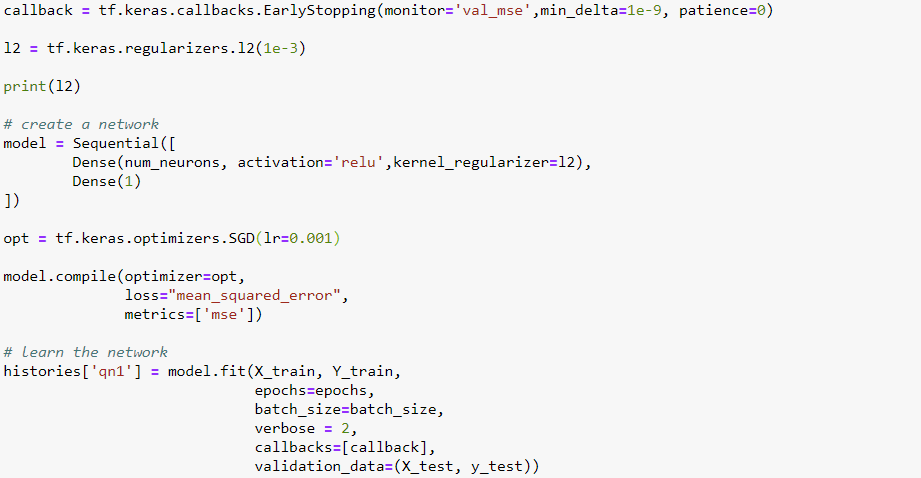 callback = tf.keras.callbacks.EarlyStopping(monitor='val_mse',min_delta=1e-9, patience=0)
l2 = tf.keras.regularizers.l2(1e-3)
print(l2)
# create a network
model = Sequential([
        Dense(num_neurons, activation='relu',kernel_regularizer=l2),
        Dense(1)
])
opt = tf.keras.optimizers.SGD(lr=0.001)
model.compile(optimizer=opt,
              loss="mean_squared_error",
              metrics=['mse'])
# learn the network
histories['qn1'] = model.fit(X_train, Y_train,
                             epochs=epochs,
                             batch_size=batch_size,
                             verbose = 2,
                             callbacks=[callback],
                             validation_data=(X_test, y_test))